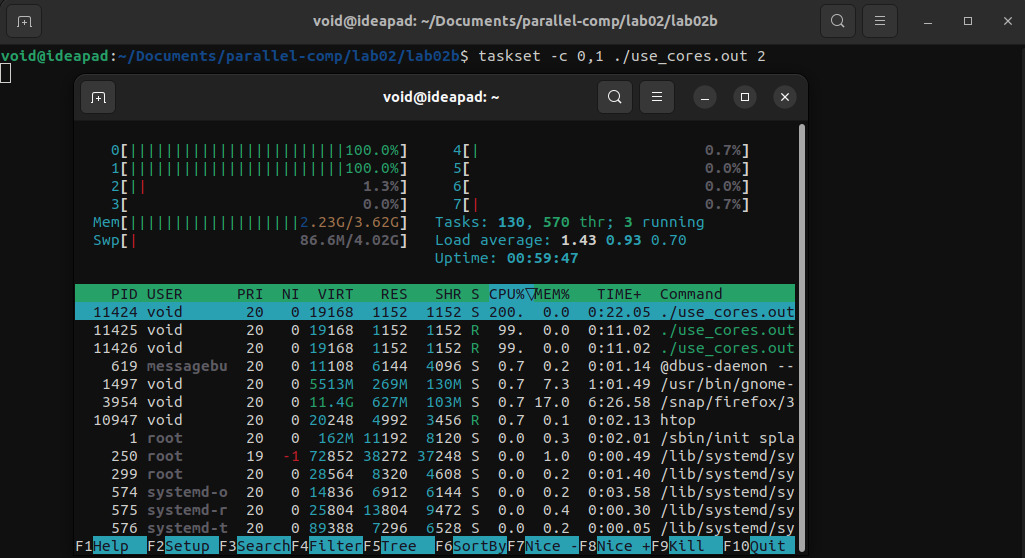 void@ideapad: ~/Documents/parallel-comp/lab02/lab02b
void@ideapad:~/Documents/parallel-comp/lab02/lab02b$ taskset -c 0,1 ./use_cores.out 2
void@ideapad: ~
0[||||||||||||||||||||||||100.0%] 4[| 0.7%]
1[||||||||||||||||||||||||100.0%] 5[ 0.0%]
2[|| 1.3%] 6[ 0.0%]
3[ 0.0%] 7[| 0.7%]
Mem[|||||||||||||||||||2.23G/3.62G] Tasks: 130, 570 thr; 3 running
Swp[| 86.6M/4.02G] Load average: 1.43 0.93 0.70
Uptime: 00:59:47
PID USER PRI NI VIRT RES SHR S CPU%▽MEM% TIME+ Command
11424 void 20 0 19168 1152 1152 S 200. 0.0 0:22.05 ./use_cores.out
11425 void 20 0 19168 1152 1152 R 99. 0.0 0:11.02 ./use_cores.out
11426 void 20 0 19168 1152 1152 R 99. 0.0 0:11.02 ./use_cores.out
619 messagebu 20 0 11108 6144 4096 S 0.7 0.2 0:01.14 @dbus-daemon --
1497 void 20 0 5513M 269M 130M S 0.7 7.3 1:01.49 /usr/bin/gnome-
3954 void 20 0 11.4G 627M 103M S 0.7 17.0 6:26.58 /snap/firefox/3
10947 void 20 0 20248 4992 3456 R 0.7 0.1 0:02.13 htop
1 root 20 0 162M 11192 8120 S 0.0 0.3 0:02.01 /sbin/init spla
250 root 19 -1 72852 38272 37248 S 0.0 1.0 0:00.49 /lib/systemd/sy
299 root 20 0 28564 8320 4608 S 0.0 0.2 0:01.40 /lib/systemd/sy
574 systemd-o 20 0 14836 6912 6144 S 0.0 0.2 0:03.58 /lib/systemd/sy
575 systemd-r 20 0 25804 13804 9472 S 0.0 0.4 0:00.30 /lib/systemd/sy
576 systemd-t 20 0 89388 7296 6528 S 0.0 0.2 0:00.05 /lib/systemd/sy
F1Help F2Setup F3SearchF4FilterF5Tree F6SortByF7Nice -F8Nice +F9Kill F10Quit